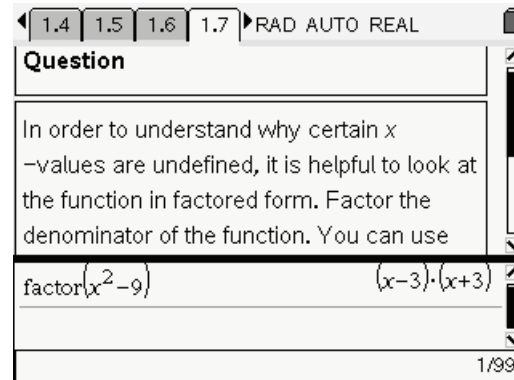 1.4 1.5 1.6 1.7 RAD AUTO REAL
Question
In order to understand why certain x
-values are undefined, it is helpful to look at
the function in factored form. Factor the
denominator of the function. You can use
factor(x²-9) (x-3)·(x+3)
1/99